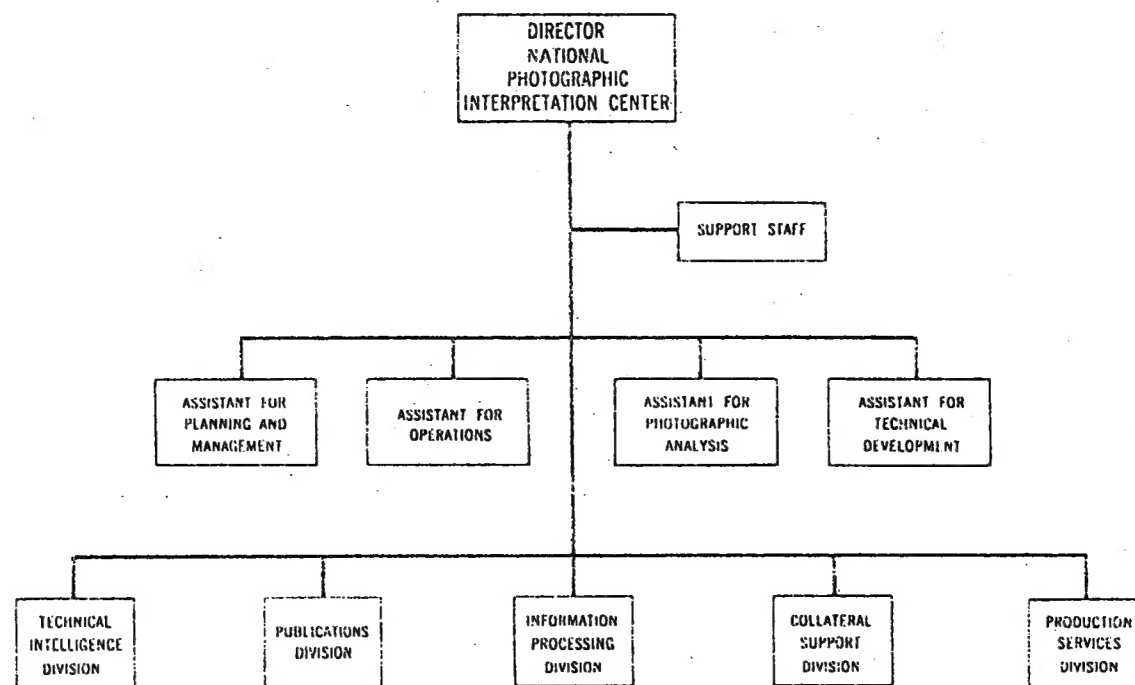 DIRECTOR
NATIONAL
PHOTOGRAPHIC
INTERPRETATION CENTER
SUPPORT STAFF
ASSISTANT FOR
PLANNING AND
MANAGEMENT
ASSISTANT FOR
OPERATIONS
ASSISTANT FOR
PHOTOGRAPHIC
ANALYSIS
ASSISTANT FOR
TECHNICAL
DEVELOPMENT
TECHNICAL
INTELLIGENCE
DIVISION
PUBLICATIONS
DIVISION
INFORMATION
PROCESSING
DIVISION
COLLATERAL
SUPPORT
DIVISION
PRODUCTION
SERVICES
DIVISION